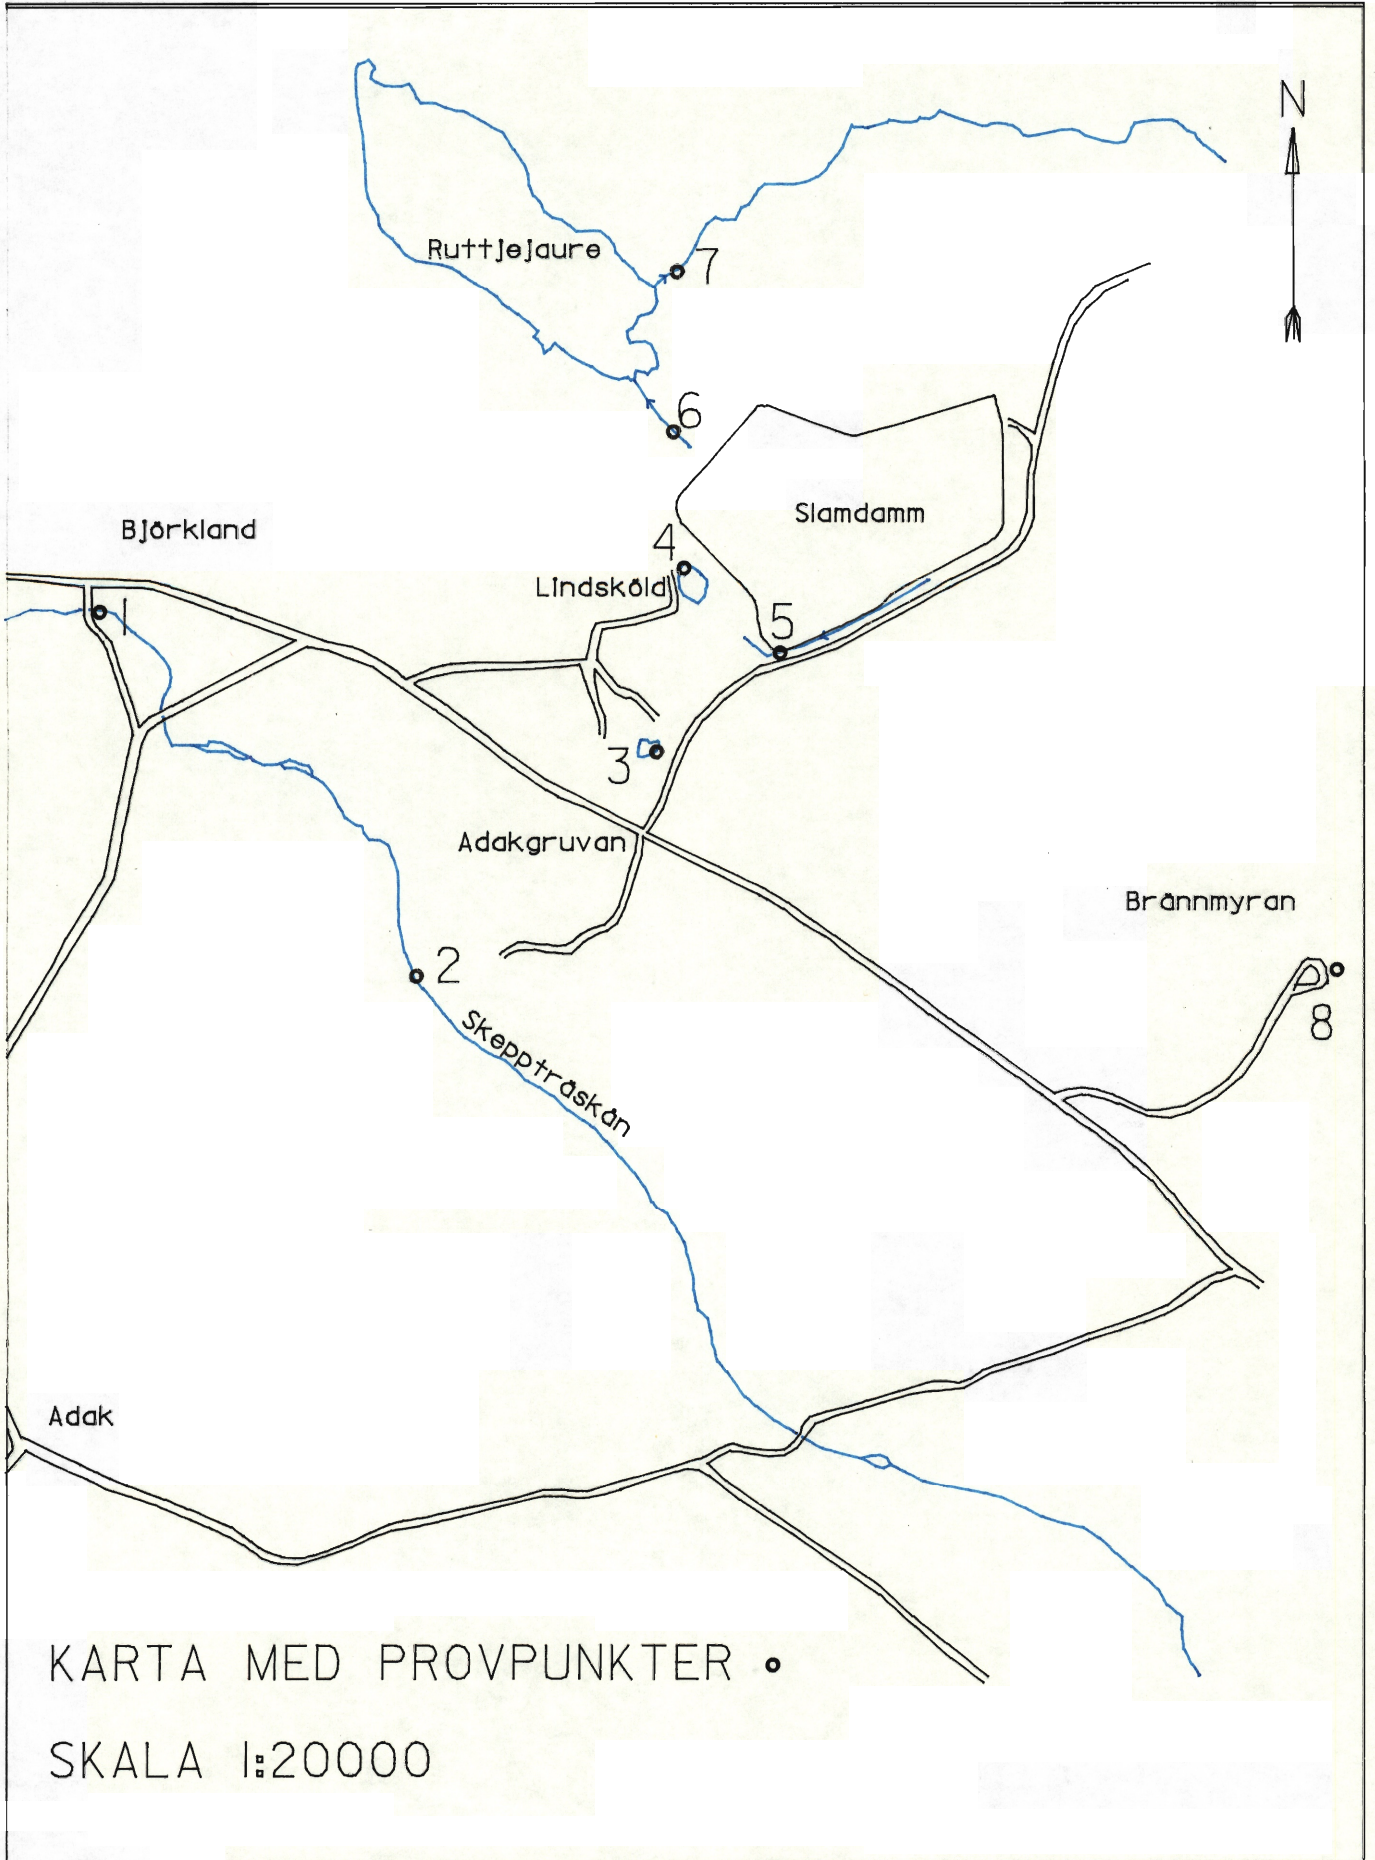 N
Ruttjejaure
7
6
Slamdamm
Björkland
4
Lindsköld
1
5
3
Adakgruvan
Brännmyran
2
8
Skeppträskån
Adak
KARTA MED PROVPUNKTER
SKALA 1:20000